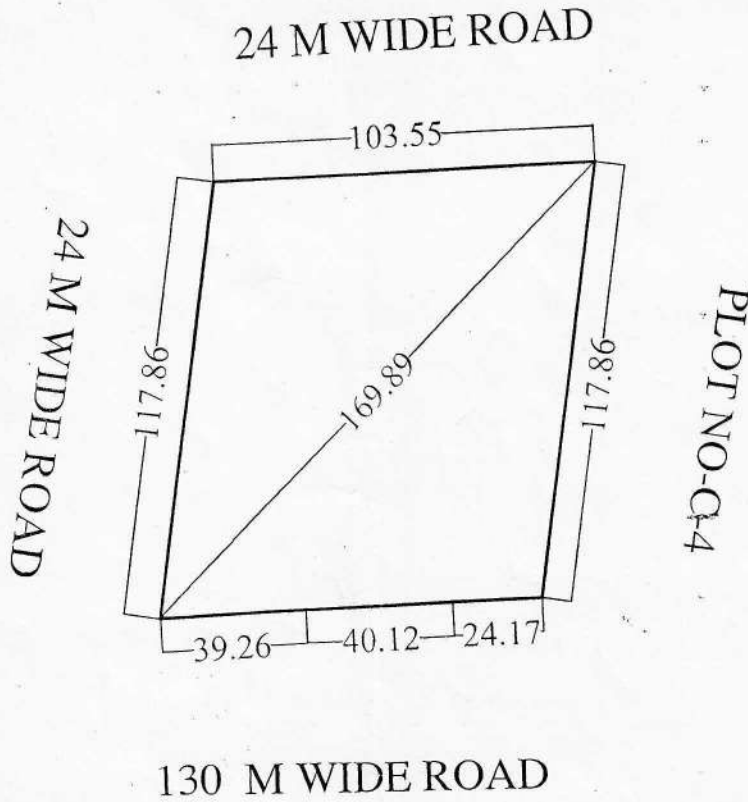 24 M WIDE ROAD
103.55
24 M WIDE ROAD
117.86
169.89
117.86
PLOT NO-C-4
39.26
40.12
24.17
130 M WIDE ROAD